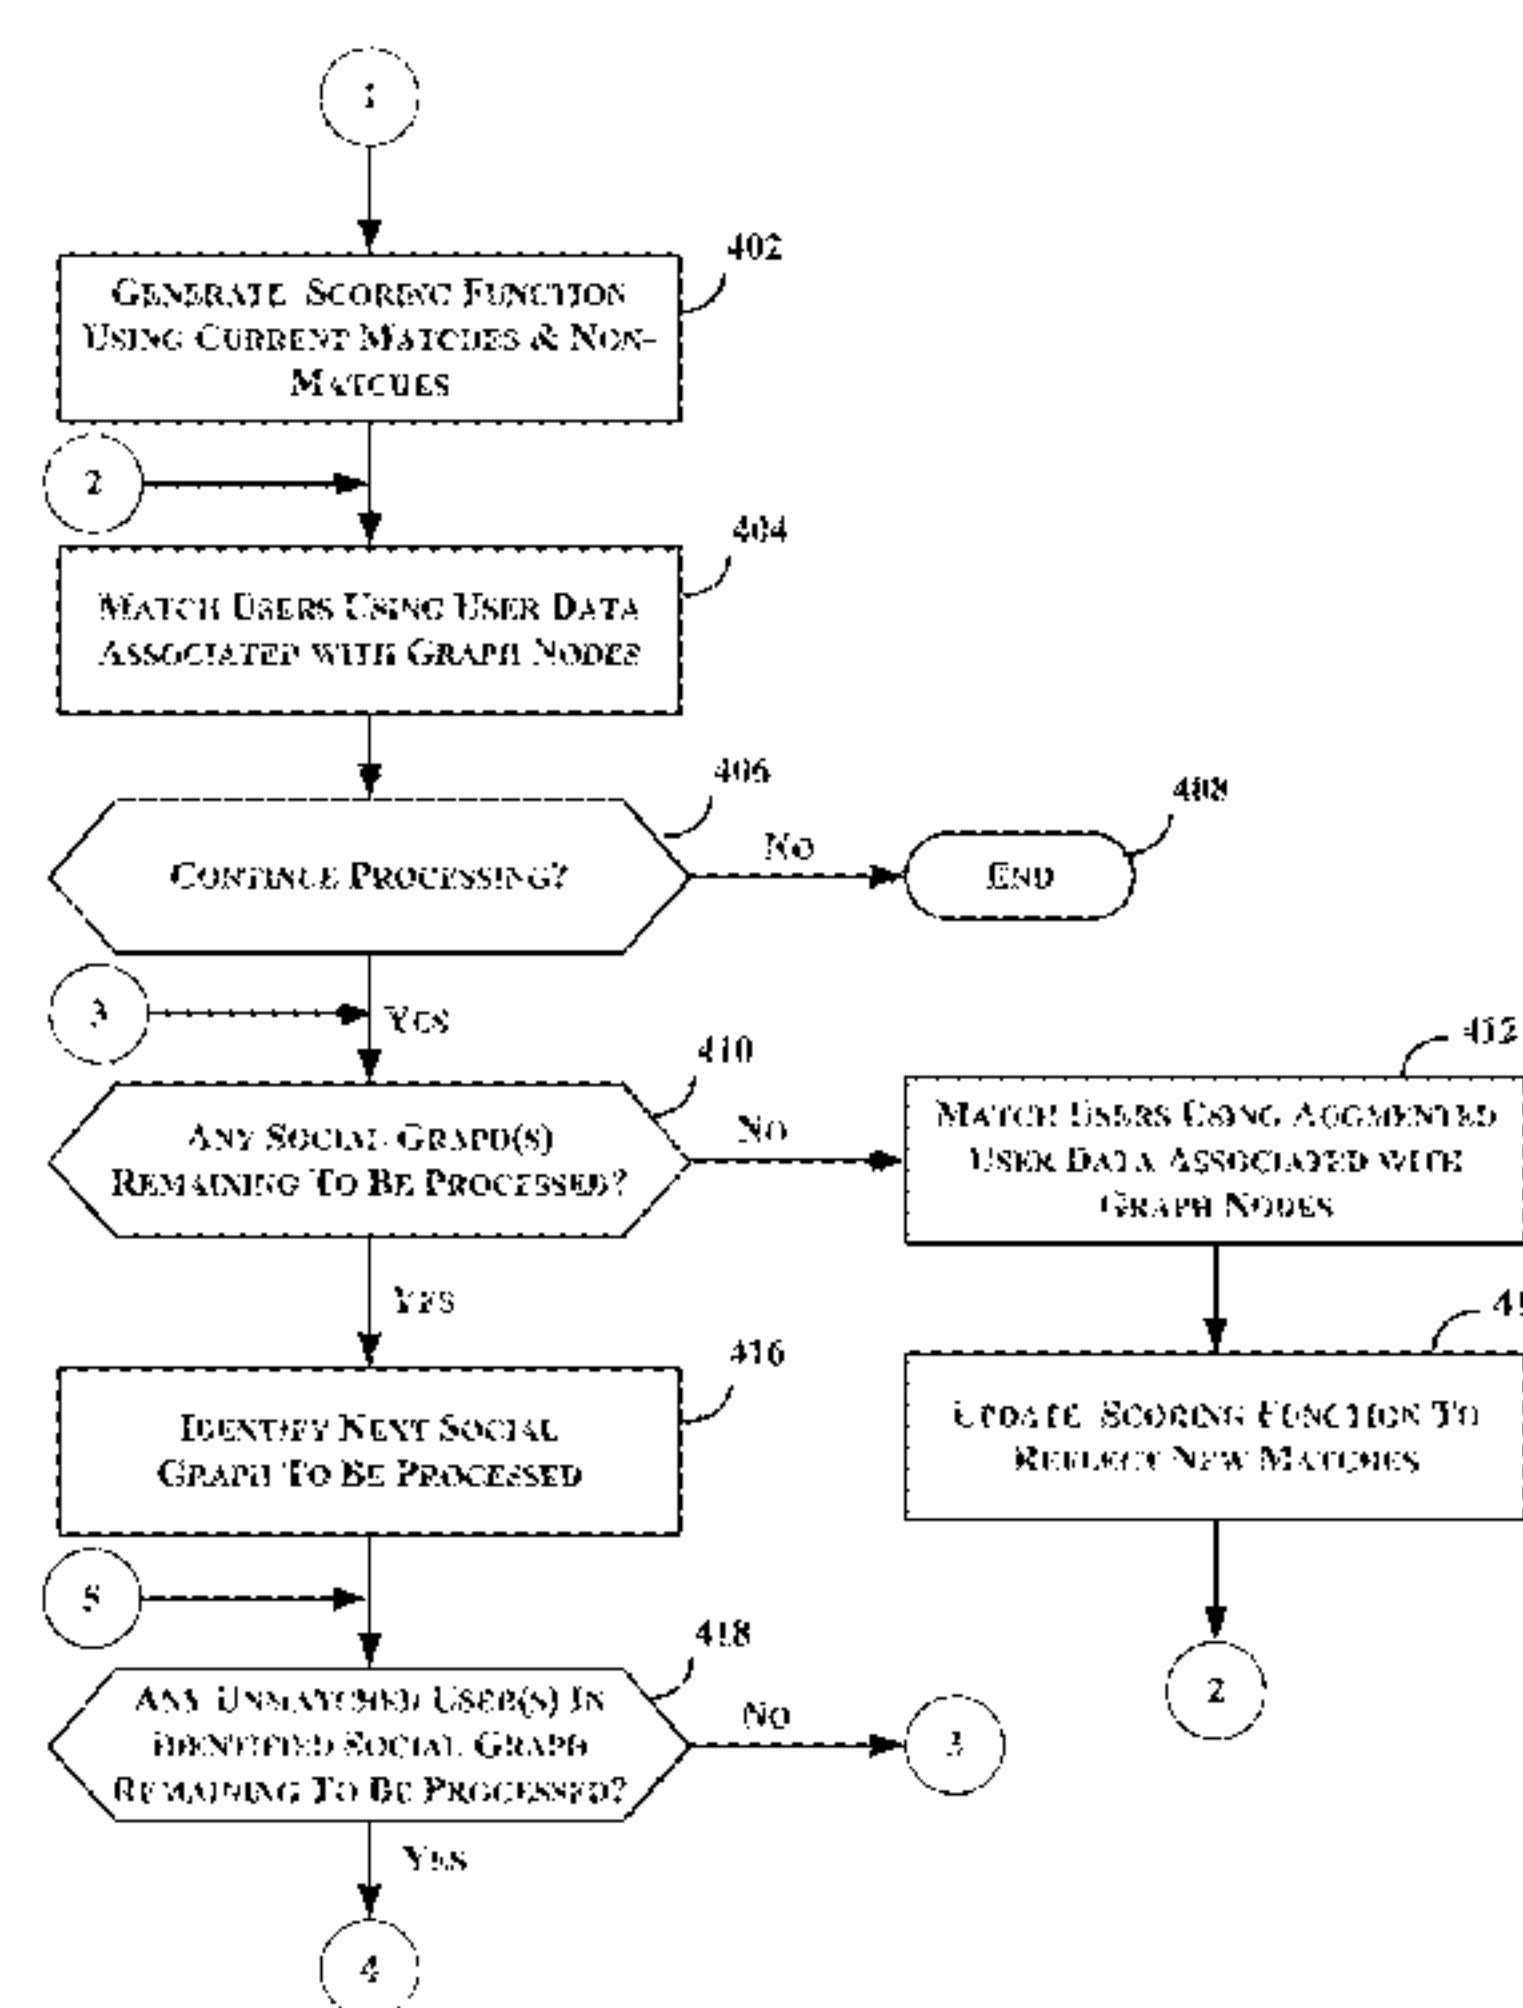 1
402
GENERATE SCORING FUNCTION
USING CURRENT MATCHES & NON-
MATCHES
2
404
MATCH USERS USING USER DATA
ASSOCIATED WITH GRAPH NODES
406
CONTINUE PROCESSING?
NO
408
END
3
YES
410
ANY SOCIAL GRAPH(S)
REMAINING TO BE PROCESSED?
NO
412
MATCH USERS USING AUGMENTED
USER DATA ASSOCIATED WITH
GRAPH NODES
YES
416
IDENTIFY NEXT SOCIAL
GRAPH TO BE PROCESSED
41
UPDATE SCORING FUNCTION TO
REFLECT NEW MATCHES
5
2
418
ANY UNMATCHED USER(S) IN
IDENTIFIED SOCIAL GRAPH
REMAINING TO BE PROCESSED?
NO
3
YES
4